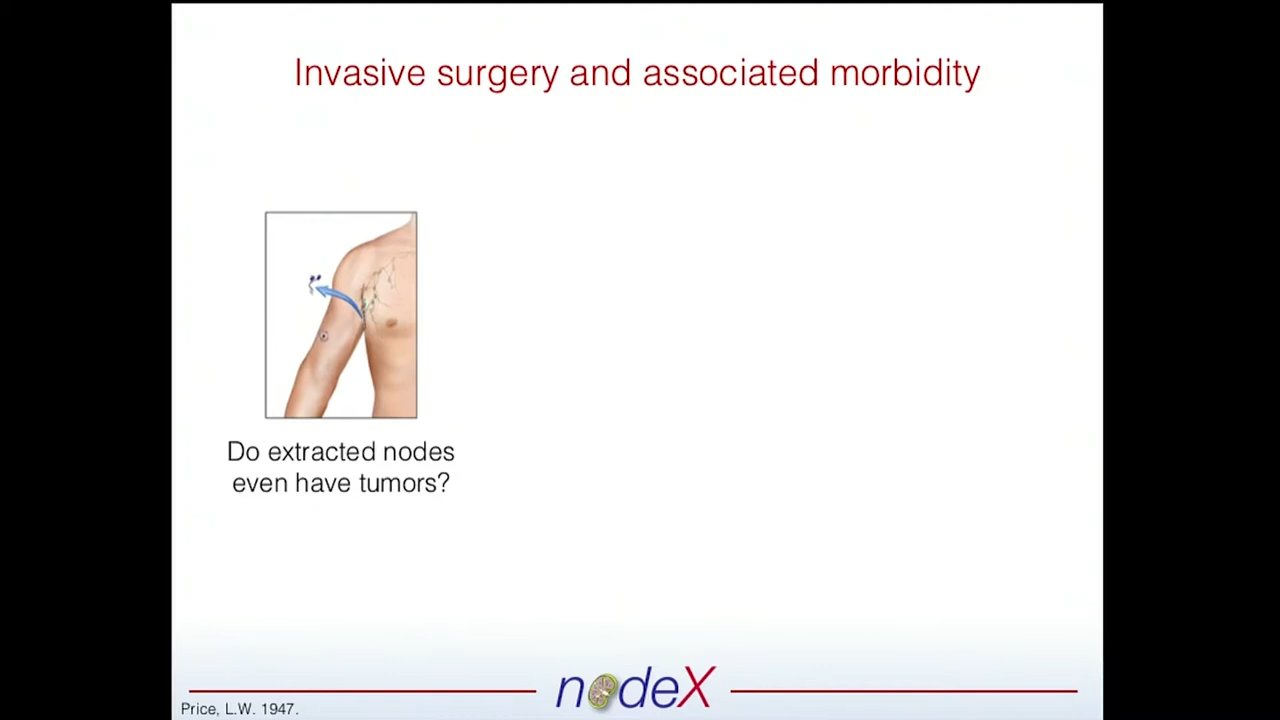 Invasive surgery and associated morbidity
Do extracted nodes
even have tumors?
nodeX
Price, L.W. 1947.